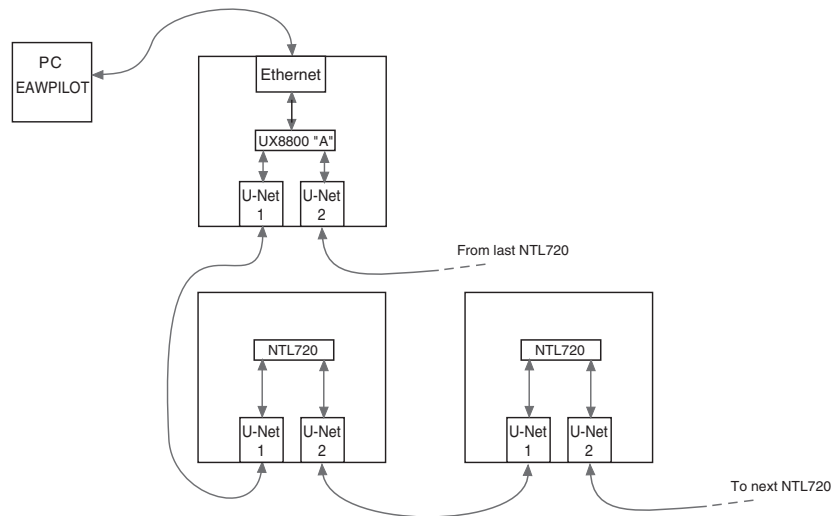 PC
EAWPILOT
Ethernet
UX8800 "A"
U-Net
1
U-Net
2
From last NTL720
NTL720
NTL720
U-Net
1
U-Net
2
U-Net
1
U-Net
2
To next NTL720